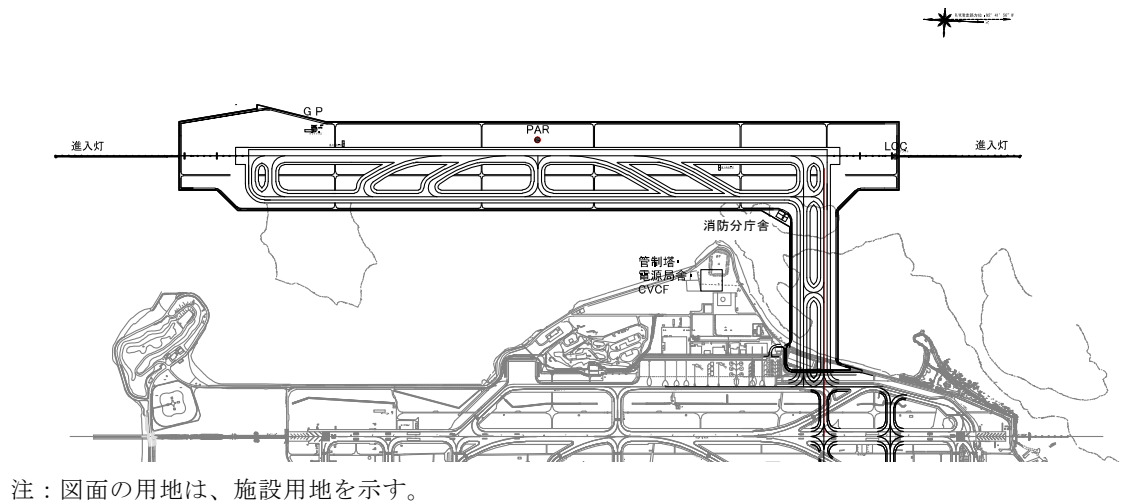 GP
PAR
進入灯
LOC
進入灯
消防分庁舎
管制塔・
電源局舎・
CVCF
注：図面の用地は、施設用地を示す。